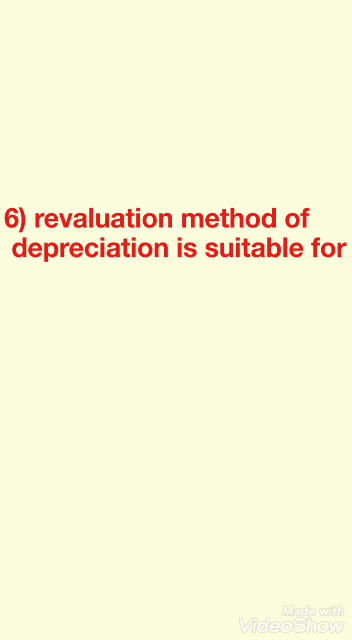 6) revaluation method of
depreciation is suitable for
Made with
VideoShow